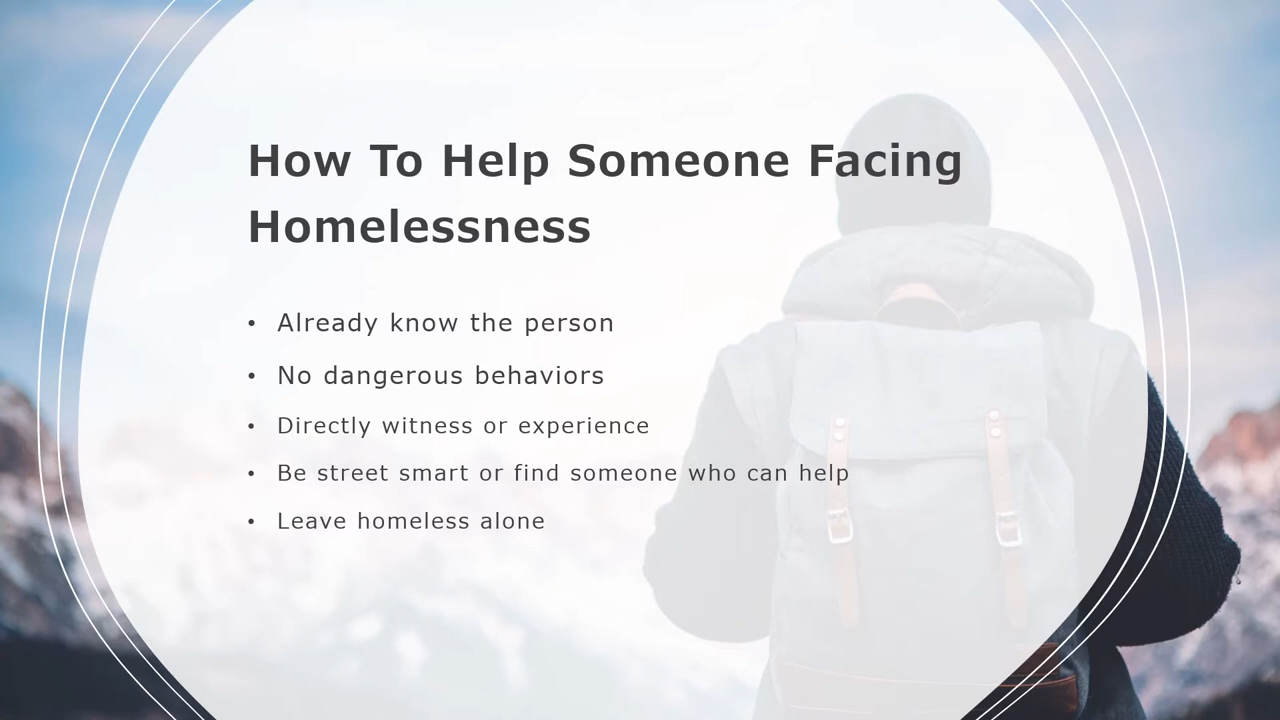 How To Help Someone Facing
Homelessness
• Already know the person
• No dangerous behaviors
• Directly witness or experience
• Be street smart or find someone who can help
• Leave homeless alone